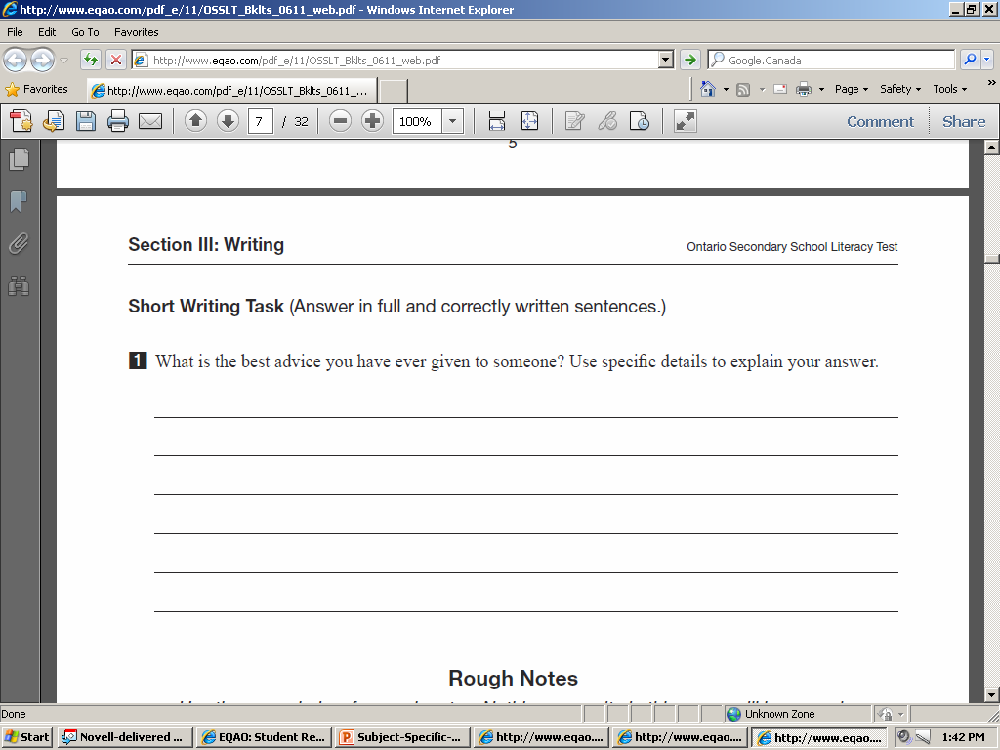 http://www.eqao.com/pdf_e/11/OSSLT_Bklts_0611_web.pdf - Windows Internet Explorer
File Edit Go To Favorites
http://www.eqao.com/pdf_e/11/OSSLT_Bklts_0611_web.pdf Google.Canada
Favorites http://www.eqao.com/pdf_e/11/OSSLT_Bklts_0611_... Page Safety Tools »
7 / 32 100% Comment Share
5
Section III: Writing Ontario Secondary School Literacy Test
Short Writing Task (Answer in full and correctly written sentences.)
1 What is the best advice you have ever given to someone? Use specific details to explain your answer.
Rough Notes
Done Unknown Zone
Start Novell-delivered ... EQAO: Student Re... Subject-Specific-... http://www.eqao.... http://www.eqao.... http://www.eqao.... 1:42 PM